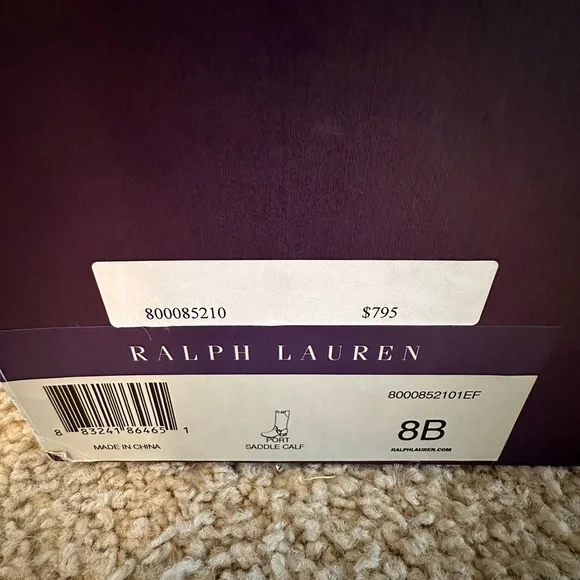 800085210 $795
RALPH LAUREN
8000852101EF
8 83241 86465 1
PORT
8B
MADE IN CHINA
SADDLE CALF
RALPHLAUREN.COM